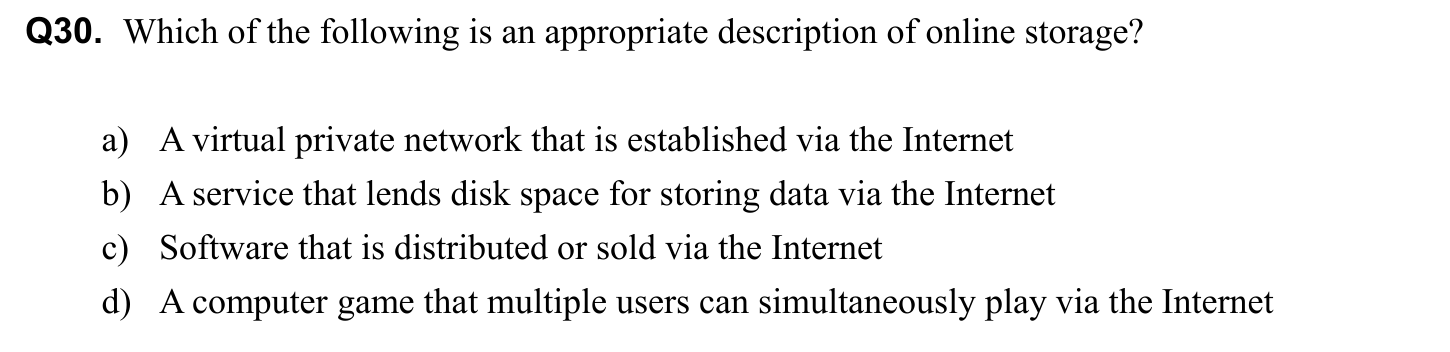 Q30. Which of the following is an appropriate description of online storage?
a) A virtual private network that is established via the Internet
b) A service that lends disk space for storing data via the Internet
c) Software that is distributed or sold via the Internet
d) A computer game that multiple users can simultaneously play via the Internet